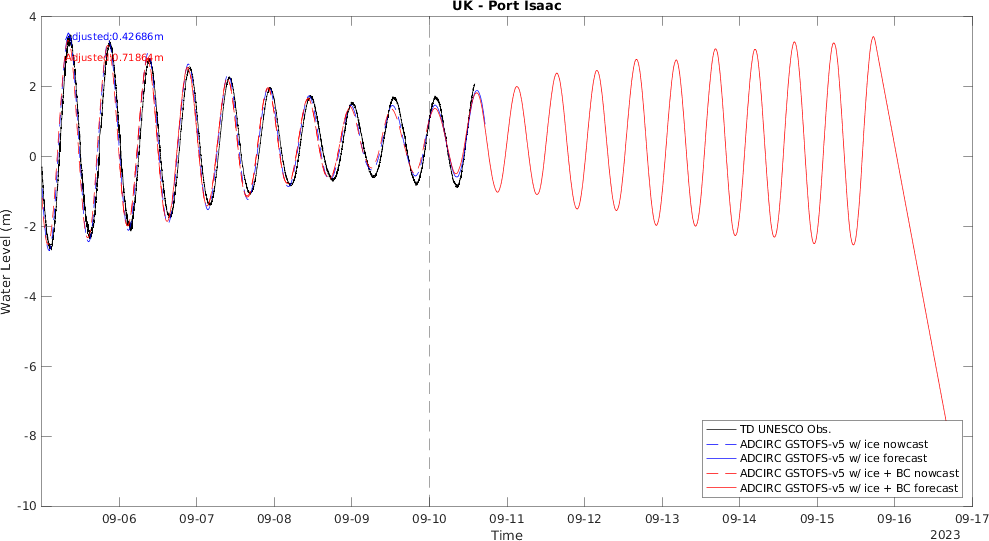 UK - Port Isaac
Adjusted:0.42686m
Adjusted:0.71864m
Water Level (m)
4
2
0
-2
-4
-6
-8
-10
09-06
09-07
09-08
09-09
09-10
09-11
09-12
09-13
09-14
09-15
09-16
09-17
Time
2023
TD UNESCO Obs.
ADCIRC GSTOFS-v5 w/ ice nowcast
ADCIRC GSTOFS-v5 w/ ice forecast
ADCIRC GSTOFS-v5 w/ ice + BC nowcast
ADCIRC GSTOFS-v5 w/ ice + BC forecast